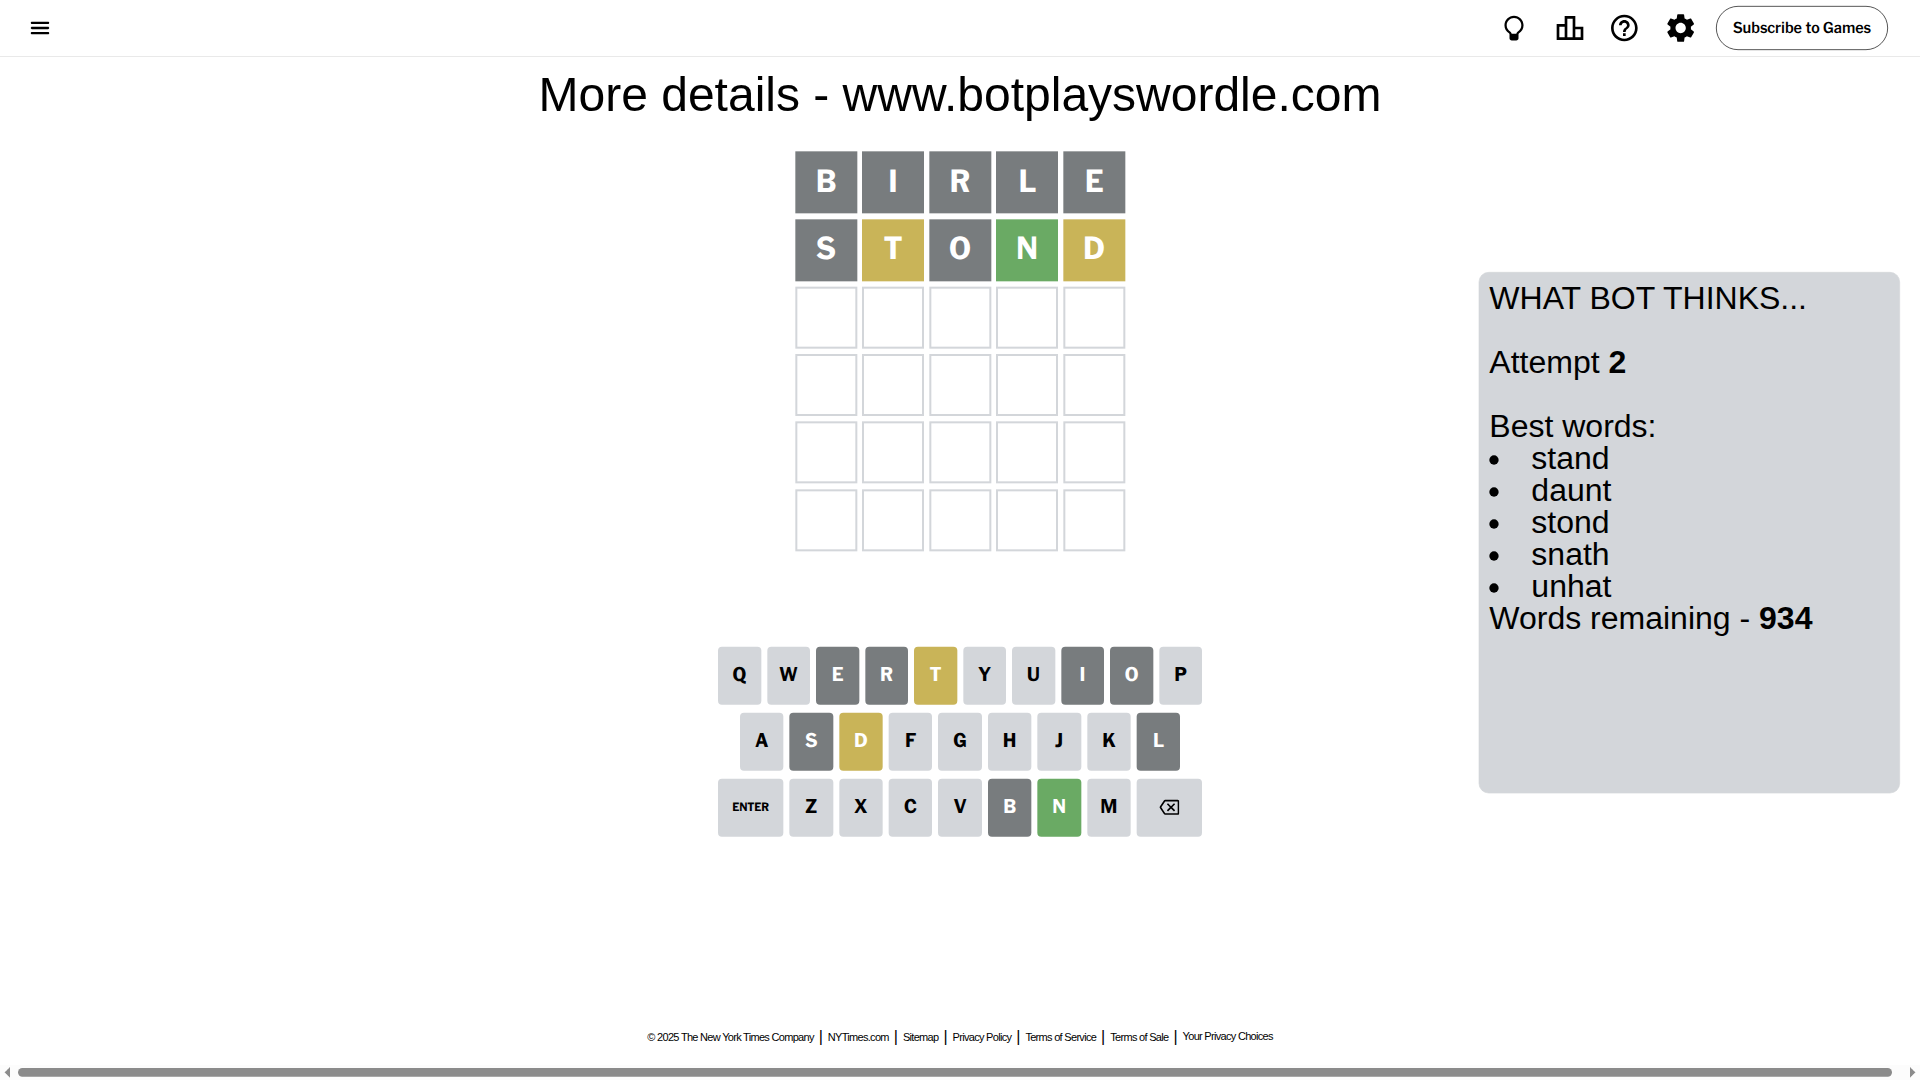 Subscribe to Games
More details - www.botplayswordle.com
B I R L E
S T O N D
WHAT BOT THINKS...
Attempt 2
Best words:
• stand
• daunt
• stond
• snath
• unhat
Words remaining - 934
Q W E R T Y U I O P
A S D F G H J K L
ENTER Z X C V B N M
© 2025 The New York Times Company | NYTimes.com | Sitemap | Privacy Policy | Terms of Service | Terms of Sale | Your Privacy Choices